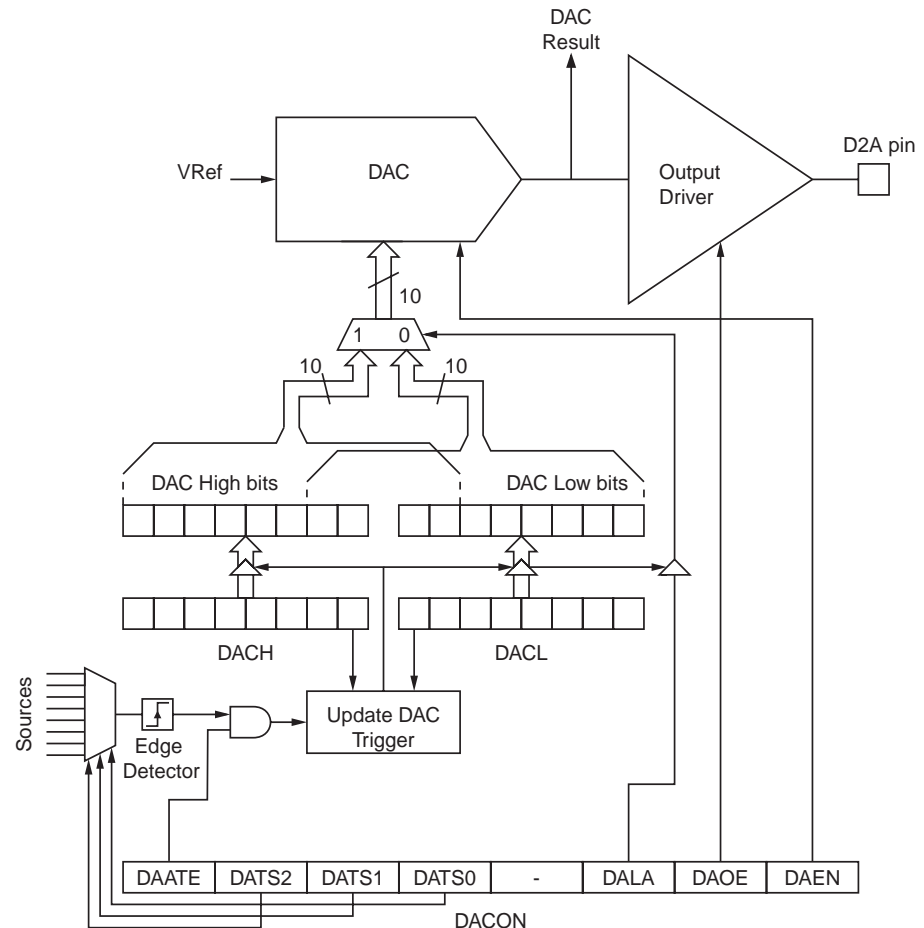 DAC
Result
D2A pin
VRef
DAC
Output
Driver
10
1 0
10
10
DAC High bits
DAC Low bits
DACH
DACL
Sources
Edge
Detector
Update DAC
Trigger
DAATE DATS2 DATS1 DATS0 - DALA DAOE DAEN
DACON